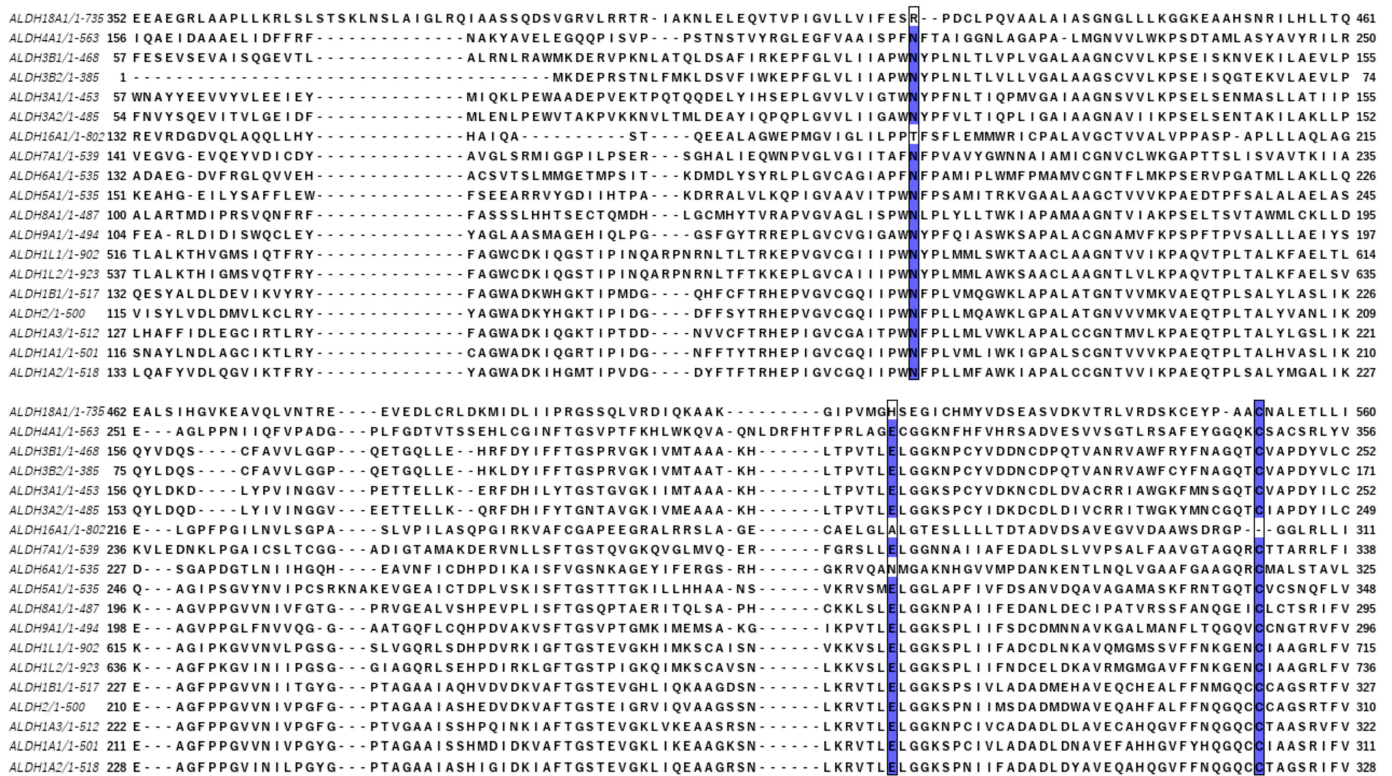 ALDH18A1/1-735 352 EEAEGRLAAPLLKRLSLTSKLNSLAIGLRQIAASSQDSVGRVLRRTR-IAKNLELEQVTVPIGVLLVIFESR--PDCLPQVAALAIASGNGLLLKGGKEAAHSNRILHLLTQ 461
ALDH4A1/1-563 156 IQAEIDAAAELIDFFRF--------------NAKYAVELEGQQPISVP---PSTNSTVYRGLEGFVAAISPFNFTAIGGNLAGAPA-LMGNVVLWKPSDTAMLASYAVYRILR 250
ALDH3B1/1-468 57 FESEVSEVAISQGEVTL--------------ALRNLRAWMKDERVPKNLATQLDSAFIRKEPFGLVLIIAPWNYPLNLTLVPLVGALAAGNCVVLKPSEISKNVEKILAEVLP 155
ALDH3B2/1-385 1 ---------------------------------------MKDEPRSTNLFMKLDSVFIWKEPFGLVLIIAPWNYPLNLTLVLLVGALAAGSCVVLKPSEISQGTEKVLAEVLP 74
ALDH3A1/1-453 57 WNAYYEEVVYVLEEIEY--------------MIQKLPEWAADEPVEKTPQTQQDELYIHSEPLGVVLVIGTWNYPFNLTIQPMVGAIAAGNSVVLKPSELSENMASLLATIIP 155
ALDH3A2/1-485 54 FNVYSQEVITVLGEIDF--------------MLENLPEWVTAKPVKKNVLTMLDEAYIQPQPLGVVLIIGAWNYPFVLTIQPLIGAIAAGNAVIIKPSELSENTAKILAKLLP 152
ALDH16A1/1-802 132 REVRDGDVQLAQQLLHY--------------HAIQA----------ST----QEEALAGWEPMGVIGLILPPTFSFLEMMWRICPALAVGCTVVALVPPASP-APLLLAQLAG 215
ALDH7A1/1-539 141 VEGVG-EVQEYVDICDY--------------AVGLSRMIGGPILPSER---SGHALIEQWNPVGLVGIITAFNFPVAVYGWNNAIAMICGNVCLWKGAPTTSLISVAVTKIIA 235
ALDH6A1/1-535 132 ADAEG-DVFRGLQVVEH--------------ACSVTSLMMGETMPSIT---KDMDLYSYRLPLGVCAGIAPFNFPAMIPLWMFPMAMVCGNTFLMKPSERVPGATMLLAKLLQ 226
ALDH5A1/1-535 151 KEAHG-EILYSAFFLEW--------------FSEEARRVYGDIIHTPA---KDRRALVLKQPIGVAAVITPWNFPSAMITRKVGAALAAGCTVVVKPAEDTPFSALALAELAS 245
ALDH8A1/1-487 100 ALARTMDIPRSVQNFRF--------------FASSSLHHTSECTQMDH---LGCMHYTVRAPVGVAGLISPWNLPLYLLTWKIAPAMAAGNTVIAKPSELTSVTAWMLCKLLD 195
ALDH9A1/1-494 104 FEA-RLDIDISWQCLEY--------------YAGLAASMAGEHIQLPG----GSFGYTRREPLGVCVGIGAWNYPFQIASWKSAPALACGNAMVFKPSPFTPVSALLLAEIYS 197
ALDH1L1/1-902 516 TLALKTHVGMSIQTFRY--------------FAGWCDKIQGSTIPINQARPNRNLTLTRKEPVGVCGIIIPWNYPLMMLSWKTAACLAAGNTVVIKPAQVTPLTALKFAELTL 614
ALDH1L2/1-923 537 TLALKTHIGMSVQTFRY--------------FAGWCDKIQGSTIPINQARPNRNLTFTKKEPLGVCAIIIPWNYPLMMLAWKSAACLAAGNTLVLKPAQVTPLTALKFAELSV 635
ALDH1B1/1-517 132 QESYALDLDEVIKVYRY--------------FAGWADKWHGKTIPMDG----QHFCFTRHEPVGVCGQIIPWNFPLVMQGWKLAPALATGNTVVMKVAEQTPLSALYLASLIK 226
ALDH2/1-500 115 VISYLVDLDMVLKCLRY--------------YAGWADKYHGKTIPIDG----DFFSYTRHEPVGVCGQIIPWNFPLLMQAWKLGPALATGNVVVMKVAEQTPLTALYVANLIK 209
ALDH1A3/1-512 127 LHAFFIDLEGCIRTLRY--------------FAGWADKIQGKTIPTDD----NVVCFTRHEPIGVCGAITPWNFPLLMLVWKLAPALCCGNTMVLKPAEQTPLTALYLGSLIK 221
ALDH1A1/1-501 116 SNAYLNDLAGCIKTLRY--------------CAGWADKIQGRTIPIDG----NFFTYTRHEPIGVCGQIIPWNFPLVMLIWKIGPALSCGNTVVVKPAEQTPLTALHVASLIK 210
ALDH1A2/1-518 133 LQAFYVDLQGVIKTFRY--------------YAGWADKIHGMTIPVDG----DYFTFTRHEPIGVCGQIIPWNFPLLMFAWKIAPALCCGNTVVIKPAEQTPLSALYMGALIK 227
ALDH18A1/1-735 462 EALSIHGVKEAVQLVNTRE----EVEDLCRLDKMIDLIIPRGSSQLVRDIQKAAK---------GIPVMGHSEGICHMYVDSEASVDKVTRLVRDSKCEYP-AACNALETLLI 560
ALDH4A1/1-563 251 E---AGLPPNIIQFVPADG----PLFGDTVTSSEHLCGINFTGSVPTFKHLWKQVA-QNLDRFHTFPRLAGECGGKNFHFVHRSADVESVVSGTLRSAFEYGGQKCSACSRLYV 356
ALDH3B1/1-468 156 QYVDQS----CFAVVLGGP---QETGQLLE--HRFDYIFFTGSPRVGKIVMTAAA-KH------LTPVTLELGGKNPCYVDDNCDPQTVANRVAWFRYFNAGQTCVAPDYVLC 252
ALDH3B2/1-385 75 QYLDQS----CFAVVLGGP---QETGQLLE--HKLDYIFFTGSPRVGKIVMTAAT-KH------LTPVTLELGGKNPCYVDDNCDPQTVANRVAWFCYFNAGQTCVAPDYVLC 171
ALDH3A1/1-453 156 QYLDKD----LYPVINGGV---PETTELLK--ERFDHILYTGSTGVGKIIMTAAA-KH------LTPVTLELGGKSPCYVDKNCDLDVACRRIAWGKFMNSGQTCVAPDYILC 252
ALDH3A2/1-485 153 QYLDQD----LYIVINGGV---EETTELLK--QRFDHIFYTGNTAVGKIVMEAAA-KH------LTPVTLELGGKSPCYIDKDCDLDIVCRRITWGKYMNCGQTCIAPDYILC 249
ALDH16A1/1-802 216 E---LGPFPGILNVLSGPA----SLVPILASQPGIRKVAFCGAPEEGRALRRSLA-GE------CAELGLALGTESLLLLTDTADVDSAVEGVVDAAWSDRGP--GGLRLLI 311
ALDH7A1/1-539 236 KVLEDNKLPGAICSLTCGG---ADIGTAMAKDERVNLLSFTGSTQVGKQVGLMVQ-ER------FGRSLLELGGNNAIIAFEDADLSLVVPSALFAAVGTAGQRCTTARRLFI 338
ALDH6A1/1-535 227 D---SGAPDGTLNIIHGQH---EAVNFICDHPDIKAISFVGSNKAGEYIFERGS-RH------GKRVQANMGAKNHGVVMPDANKENTLNQLVGAAFGAAGQRCMALSTAVL 325
ALDH5A1/1-535 246 Q---AGIPSGVYNVIPCSRKNAKEVGEAICTDPLVSKISFTGSTTTGKILLHHAA-NS------VKRVSMELGGLAPFIVFDSANVDQAVAGAMASKFRNTGQTCVCSNQFLV 348
ALDH8A1/1-487 196 K---AGVPPGVVNIVFGTG---PRVGEALVSHPEVPLISFTGSQPTAERITQLSA-PH------CKKLSLELGGKNPAIIFEDANLDECIPATVRSSFANQGEICLCTSRIFV 295
ALDH9A1/1-494 198 E---AGVPPGLFNVVQG-G---AATGQFLCQHPDVAKVSFTGSVPTGMKIMEMSA-KG------IKPVTLELGGKSPLIIFSDCDMNNAVKGALMANFLTQGQVCCNGTRVFV 296
ALDH1L1/1-902 615 K---AGIPKGVVNVLPGSG---SLVGQRLSDHPDVRKIGFTGSTEVGKHIMKSCAISN------VKKVSLELGGKSPLIIFADCDLNKAVQMGMSSVFFNKGENCIAAGRLFV 715
ALDH1L2/1-923 636 K---AGFPKGVINIIPGSG---GIAGQRLSEHPDIRKLGFTGSTPIGKQIMKSCAVSN------LKKVSLELGGKSPLIIFNDCELDKAVRMGMGAVFFNKGENCIAAGRLFV 736
ALDH1B1/1-517 227 E---AGFPPGVVNIITGYG---PTAGAAIAQHVDVDKVAFTGSTEVGHLIQKAAGDSN------LKRVTLELGGKSPSIVLADADMEHAVEQCHEALFFNMGQCCCAGSRTFV 327
ALDH2/1-500 210 E---AGFPPGVVNIVPGFG---PTAGAAIASHEDVDKVAFTGSTEIGRVIQVAAGSSN------LKRVTLELGGKSPNIIMSDADMDWAVEQAHFALFFNQGQCCCAGSRTFV 310
ALDH1A3/1-512 222 E---AGFPPGVVNIVPGFG---PTVGAAISSHPQINKIAFTGSTEVGKLVKEAASRSN------LKRVTLELGGKNPCIVCADADLDLAVECAHQGVFFNQGQCCTAASRVFV 322
ALDH1A1/1-501 211 E---AGFPPGVVNIVPGYG---PTAGAAISSHMDIDKVAFTGSTEVGKLIKEAAGKSN------LKRVTLELGGKSPCIVLADADLDNAVEFAHHGVFYHQGQCCIAASRIFV 311
ALDH1A2/1-518 228 E---AGFPPGVINILPGYG---PTAGAAIASHIGIDKIAFTGSTEVGKLIQEAAGRSN------LKRVTLELGGKSPNIIFADADLDYAVEQAHQGVFFNQGQCCTAGSRIFV 328